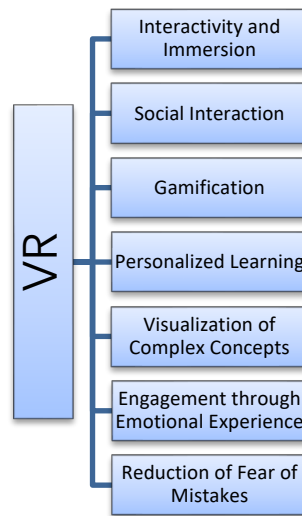 VR
Interactivity and
Immersion
Social Interaction
Gamification
Personalized Learning
Visualization of
Complex Concepts
Engagement through
Emotional Experience
Reduction of Fear of
Mistakes